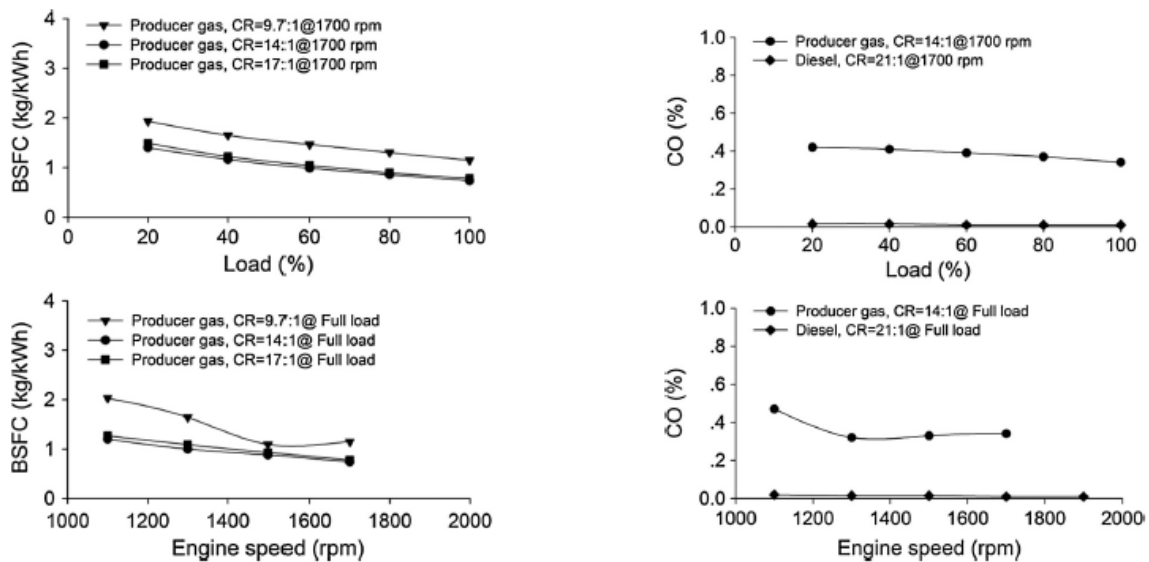 BSFC (kg/kWh)
4
3
2
1
0
Producer gas, CR=9.7:1@1700 rpm
Producer gas, CR=14:1@1700 rpm
Producer gas, CR=17:1@1700 rpm
0 20 40 60 80 100
Load (%)
CO (%)
1.0
.8
.6
.4
.2
0.0
Producer gas, CR=14:1@1700 rpm
Diesel, CR=21:1@1700 rpm
0 20 40 60 80 100
Load (%)
BSFC (kg/kWh)
4
3
2
1
0
Producer gas, CR=9.7:1@ Full load
Producer gas, CR=14:1@ Full load
Producer gas, CR=17:1@ Full load
1000 1200 1400 1600 1800 2000
Engine speed (rpm)
CO (%)
1.0
.8
.6
.4
.2
0.0
Producer gas, CR=14:1@ Full load
Diesel, CR=21:1@ Full load
1000 1200 1400 1600 1800 2000
Engine speed (rpm)